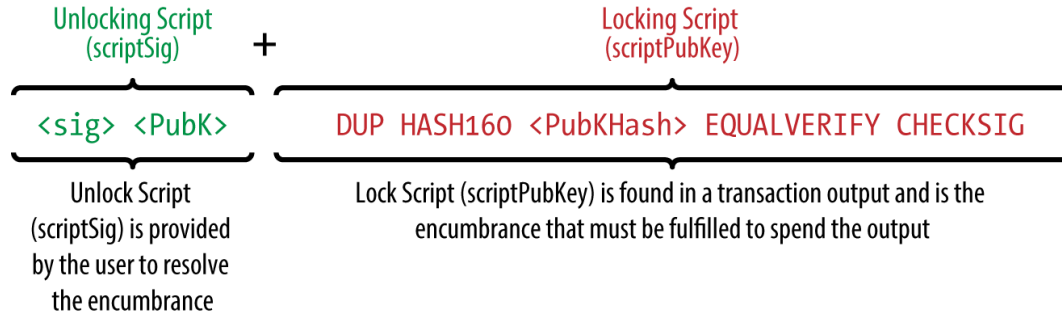 Unlocking Script
(scriptSig)
+
Locking Script
(scriptPubKey)
<sig> <PubK>
DUP HASH160 <PubKHash> EQUALVERIFY CHECKSIG
Unlock Script
(scriptSig) is provided
by the user to resolve
the encumbrance
Lock Script (scriptPubKey) is found in a transaction output and is the
encumbrance that must be fulfilled to spend the output